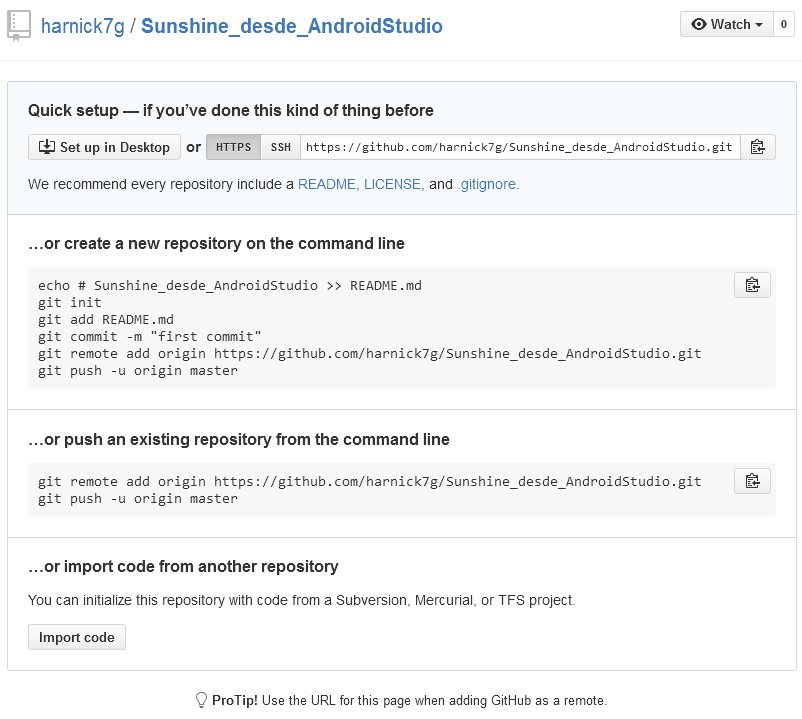 harnick7g / Sunshine_desde_AndroidStudio
Watch 0
Quick setup — if you've done this kind of thing before
Set up in Desktop or HTTPS SSH https://github.com/harnick7g/Sunshine_desde_AndroidStudio.git
We recommend every repository include a README, LICENSE, and .gitignore.
…or create a new repository on the command line
echo # Sunshine_desde_AndroidStudio >> README.md
git init
git add README.md
git commit -m "first commit"
git remote add origin https://github.com/harnick7g/Sunshine_desde_AndroidStudio.git
git push -u origin master
…or push an existing repository from the command line
git remote add origin https://github.com/harnick7g/Sunshine_desde_AndroidStudio.git
git push -u origin master
…or import code from another repository
You can initialize this repository with code from a Subversion, Mercurial, or TFS project.
Import code
ProTip! Use the URL for this page when adding GitHub as a remote.